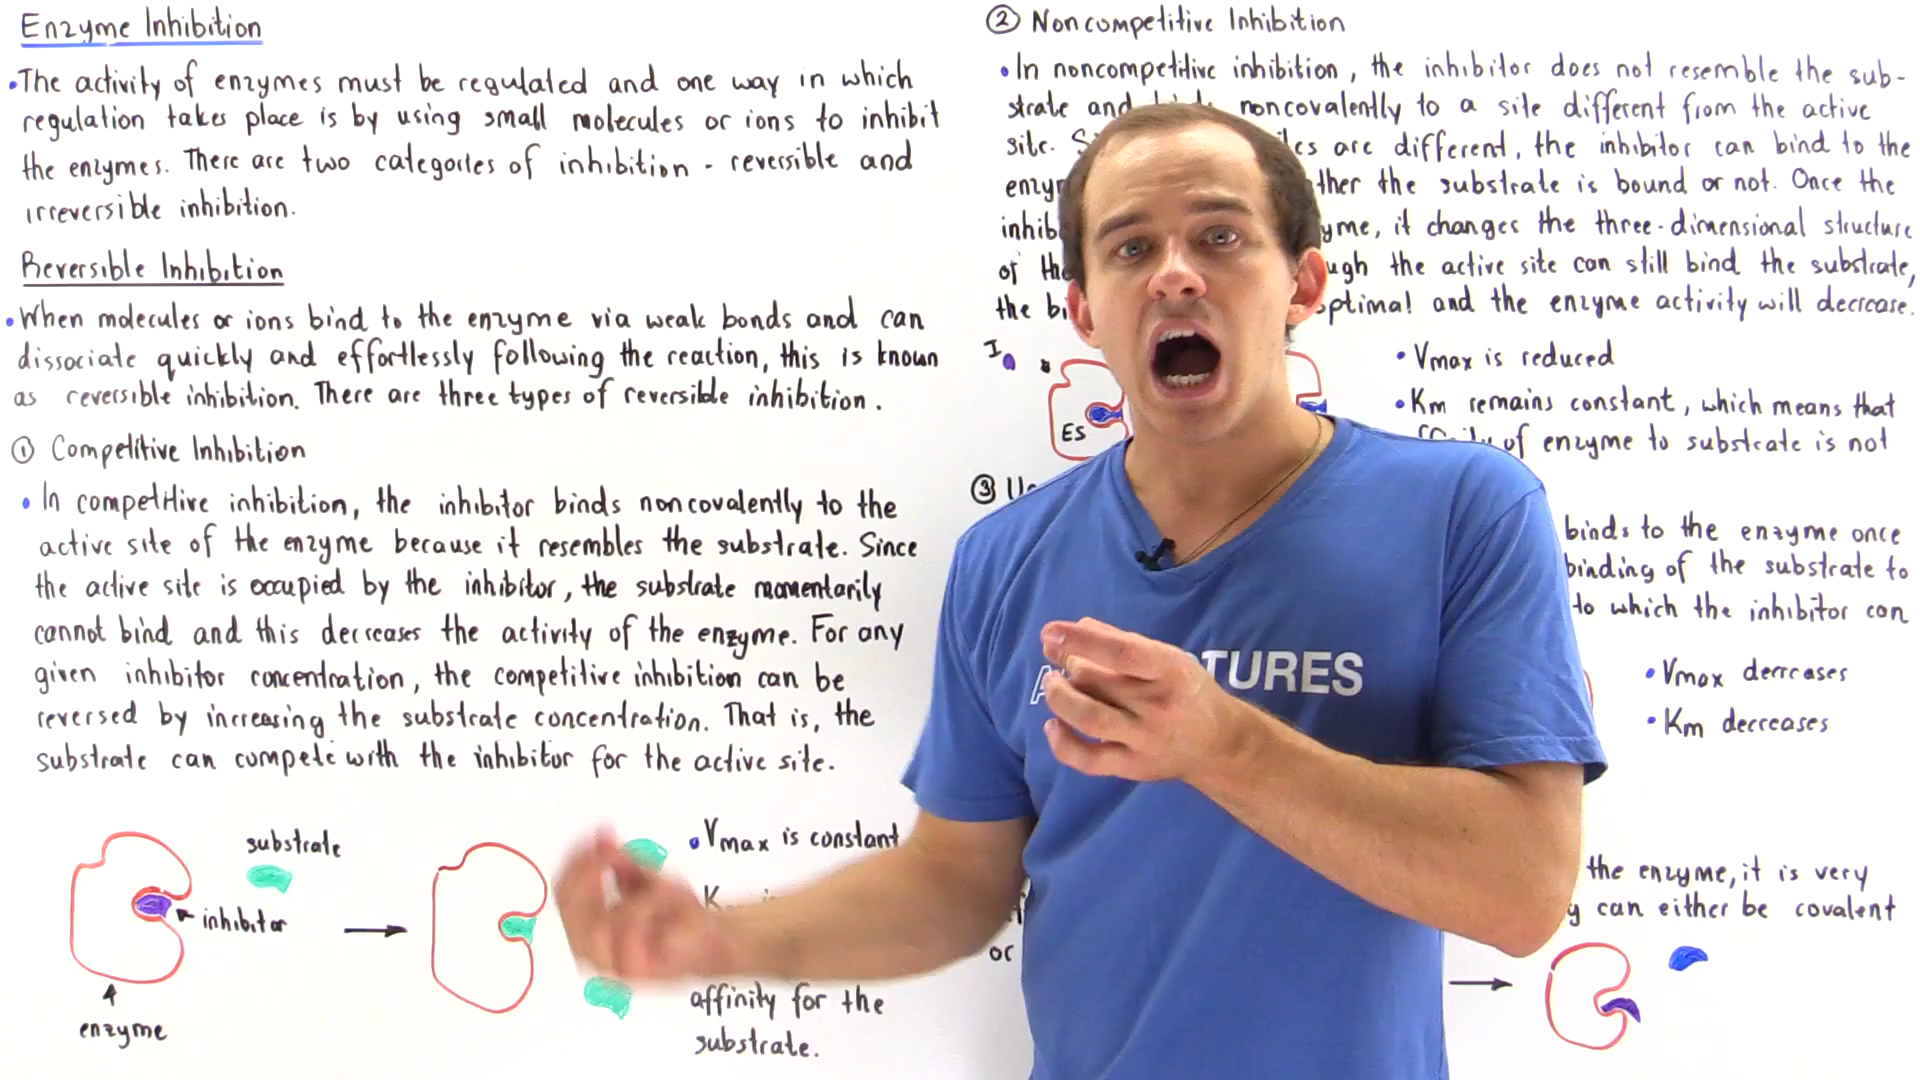 Enzyme Inhibition
•The activity of enzymes must be regulated and one way in which
regulation takes place is by using small molecules or ions to inhibit
the enzymes. There are two categories of inhibition - reversible and
irreversible inhibition.
Reversible Inhibition
•When molecules or ions bind to the enzyme via weak bonds and can
dissociate quickly and effortlessly following the reaction, this is known
as reversible inhibition. There are three types of reversible inhibition.
① Competitive Inhibition
• In competitive inhibition, the inhibitor binds noncovalently to the
active site of the enzyme because it resembles the substrate. Since
the active site is occupied by the inhibitor, the substrate momentarily
cannot bind and this decreases the activity of the enzyme. For any
given inhibitor concentration, the competitive inhibition can be
reversed by increasing the substrate concentration. That is, the
substrate can compete with the inhibitor for the active site.
substrate
inhibitor
enzyme
•Vmax is constant
affinity for the
substrate.
② Noncompetitive Inhibition
•In noncompetitive inhibition, the inhibitor does not resemble the sub-
strate and noncovalently to a site different from the active
site. are different, the inhibitor can bind to the
the substrate is bound or not. Once the
it changes the three-dimensional structure
of the active site can still bind the substrate,
the and the enzyme activity will decrease.
I
ES
• Vmax is reduced
• Km remains constant, which means that
of enzyme to substrate is not
③
binds to the enzyme once
binding of the substrate to
to which the inhibitor can
• Vmax decreases
• Km decreases
the enzyme, it is very
can either be covalent
or
TURES